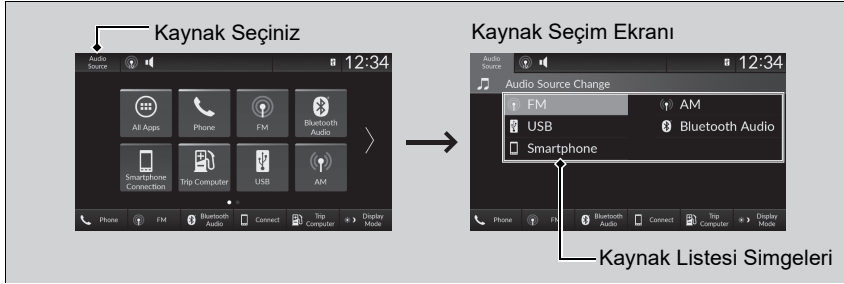 Kaynak Seçiniz
Audio
Source
12:34
All Apps
Phone
FM
Bluetooth
Audio
Smartphone
Connection
Trip Computer
USB
AM
Phone
FM
Bluetooth
Audio
Connect
Trip
Computer
Display
Mode
Kaynak Seçim Ekranı
Audio
Source
12:34
Audio Source Change
FM
AM
USB
Bluetooth Audio
Smartphone
Phone
FM
Bluetooth
Audio
Connect
Trip
Computer
Display
Mode
Kaynak Listesi Simgeleri